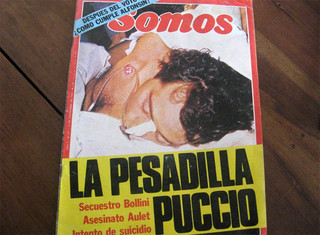 DESPUES DEL VOTO
¿COMO CUMPLE ALFONSIN?
Somos
LA PESADILLA
PUCCIO
Secuestro Bollini
Asesinato Aulet
Intento de suicidio